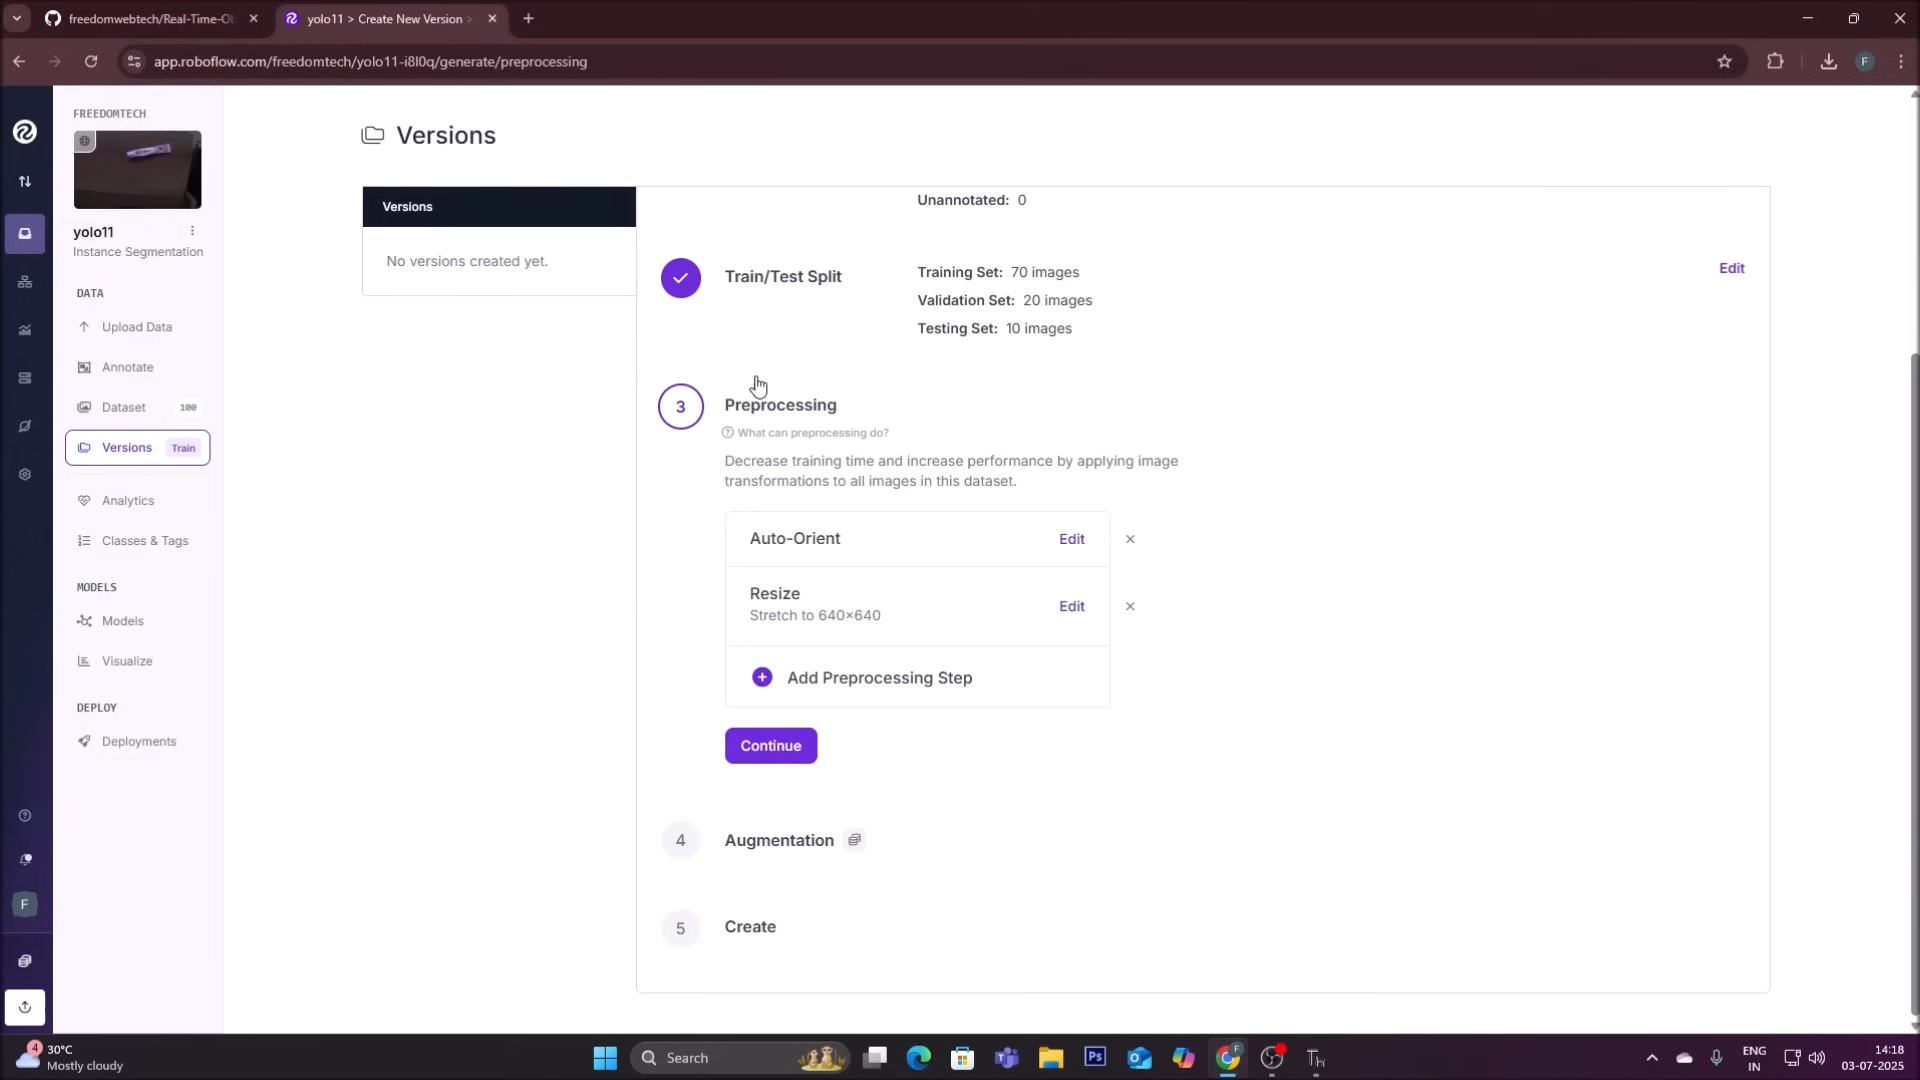 freedomwebtech/Real-Time-Ob
yolo11 > Create New Version >
app.roboflow.com/freedomtech/yolo11-i8l0q/generate/preprocessing
F
FREEDOMTECH
yolo11
Instance Segmentation
DATA
Upload Data
Annotate
Dataset 100
Versions Train
Analytics
Classes & Tags
MODELS
Models
Visualize
DEPLOY
Deployments
F
Versions
Versions
No versions created yet.
Unannotated: 0
Train/Test Split
Training Set: 70 images
Validation Set: 20 images
Testing Set: 10 images
Edit
3
Preprocessing
What can preprocessing do?
Decrease training time and increase performance by applying image
transformations to all images in this dataset.
Auto-Orient
Edit
Resize
Stretch to 640×640
Edit
Add Preprocessing Step
Continue
4
Augmentation
5
Create
4
30°C
Mostly cloudy
Search
Ps
F
ENG
IN
14:18
03-07-2025